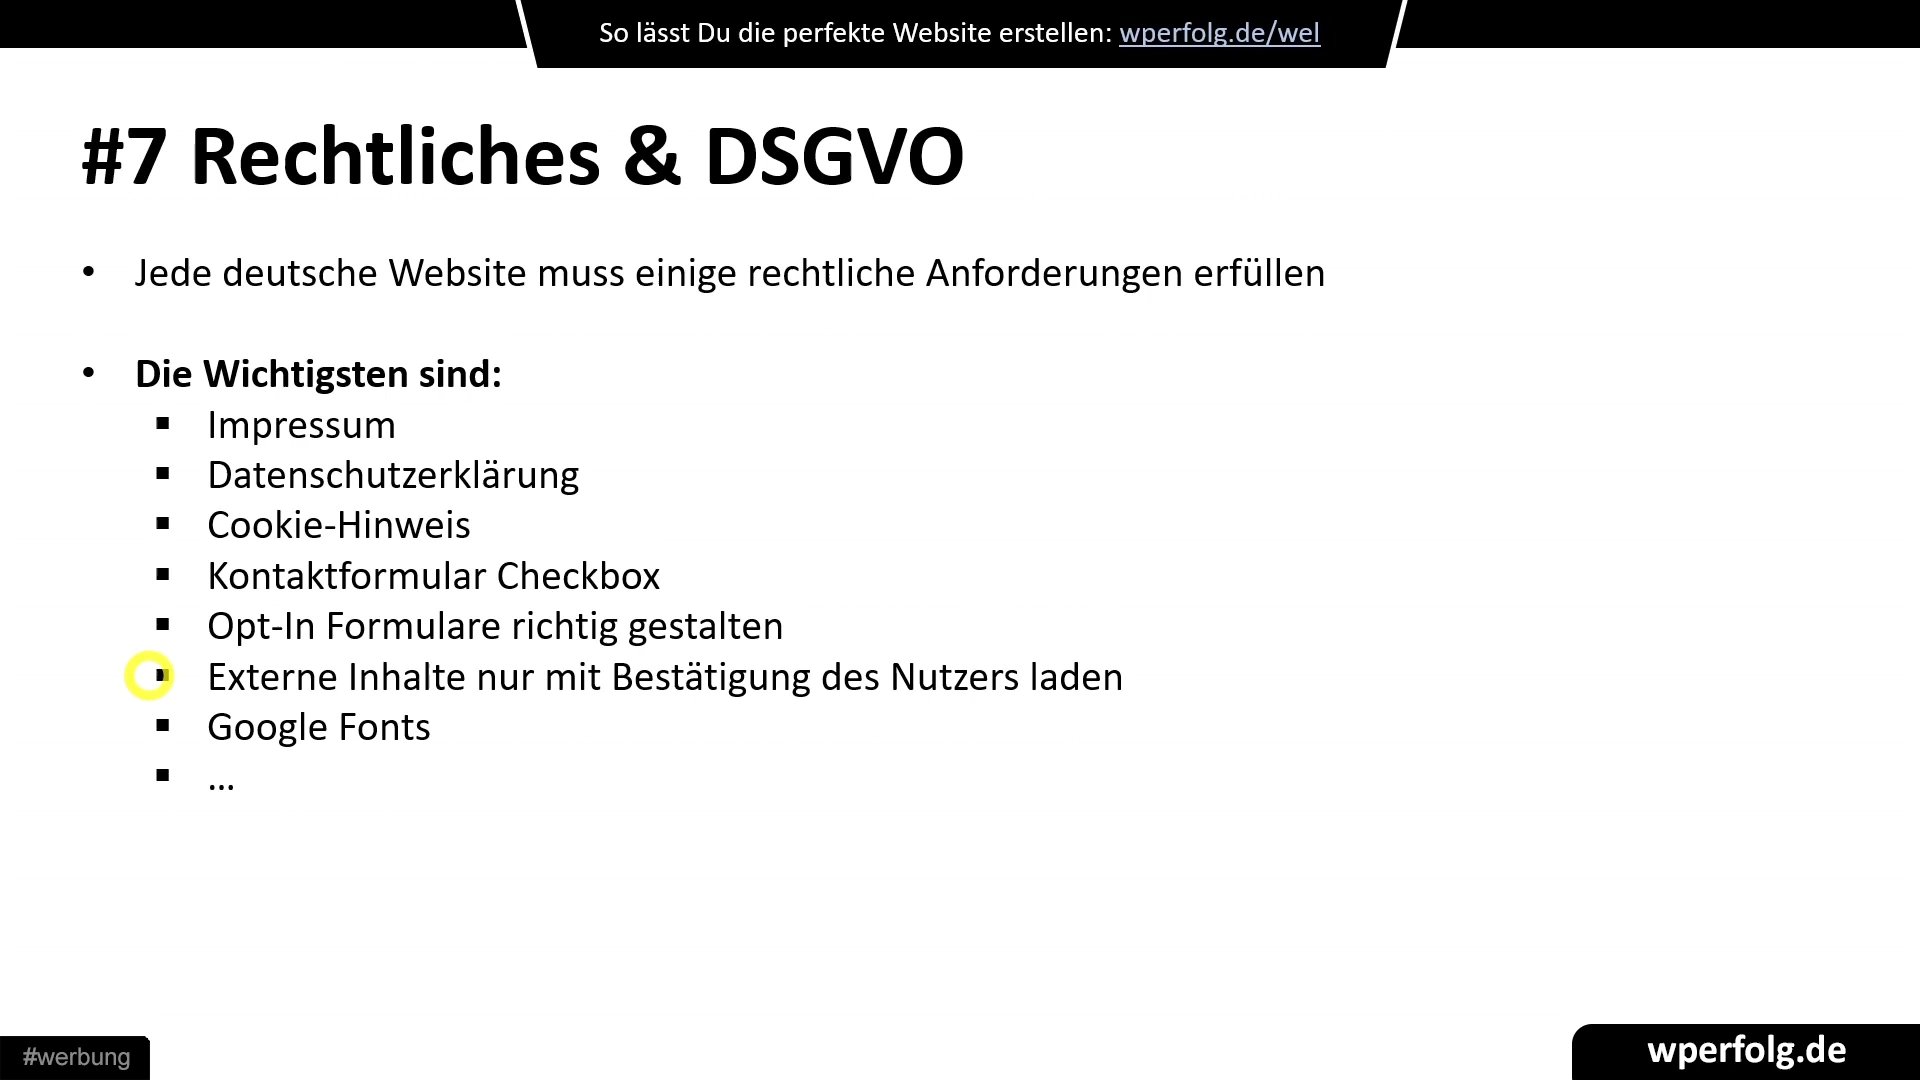 So lässt Du die perfekte Website erstellen: wperfolg.de/wel
#7 Rechtliches & DSGVO
• Jede deutsche Website muss einige rechtliche Anforderungen erfüllen
• Die Wichtigsten sind:
▪ Impressum
▪ Datenschutzerklärung
▪ Cookie-Hinweis
▪ Kontaktformular Checkbox
▪ Opt-In Formulare richtig gestalten
▪ Externe Inhalte nur mit Bestätigung des Nutzers laden
▪ Google Fonts
▪ ...
#werbung
wperfolg.de